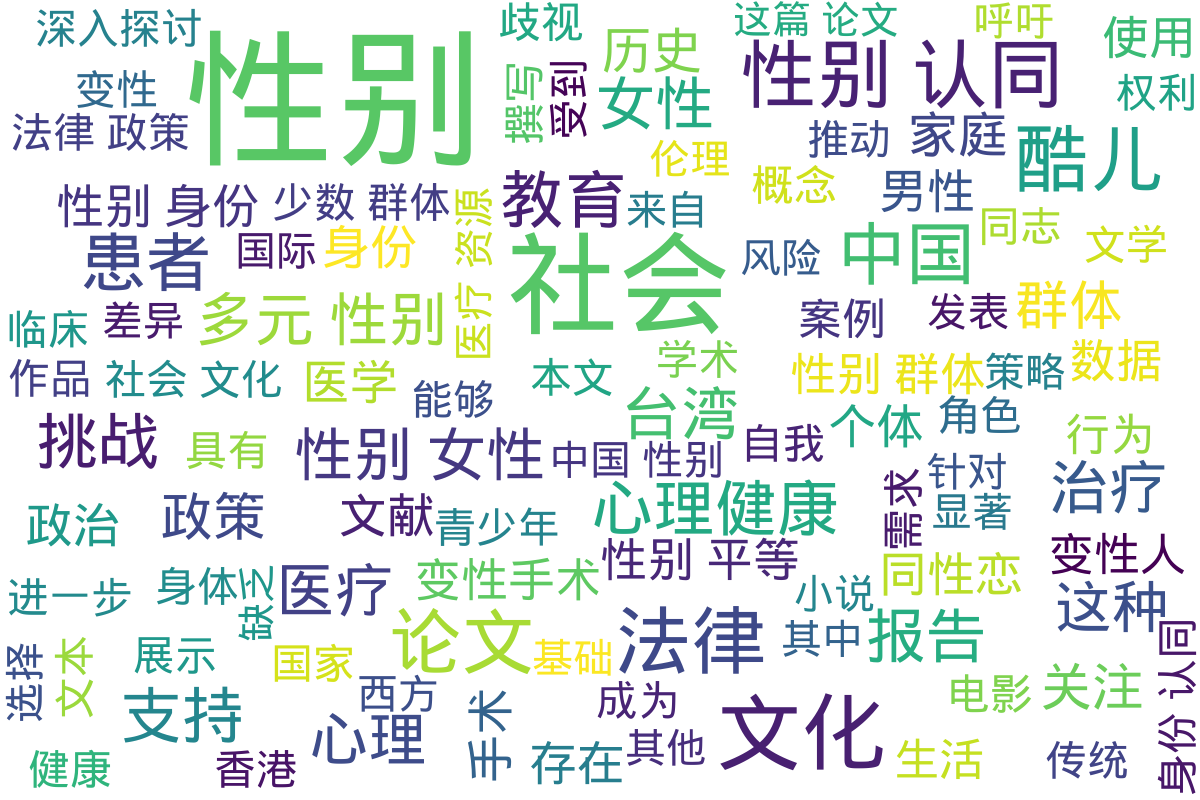 深入探讨
性别
歧视
这篇 论文
呼吁
历史
使用
性别 认同
变性
撰写
受到
女性
权利
法律 政策
推动
家庭
酷儿
伦理
概念
男性
教育
性别 身份
少数 群体
资源
来自
同志
患者
国际
身份
社会
风险
中国
文学
多元 性别
医疗
案例
发表
群体
临床
差异
学术
性别 群体
策略
数据
作品
社会 文化
医学
能够
本文
台湾
个体
角色
挑战
具有
性别 女性
中国 性别
自我
行为
针对
治疗
政治
政策
文献
青少年
心理健康
需求
显著
性别 平等
变性人
进一步
身体
缺乏
医疗
变性手术
小说
同性恋
这种
选择
文本
展示
国家
论文
基础
法律
其中
报告
身份 认同
支持
西方
手术
成为
文化
电影
关注
健康
香港
心理
存在
其他
生活
传统